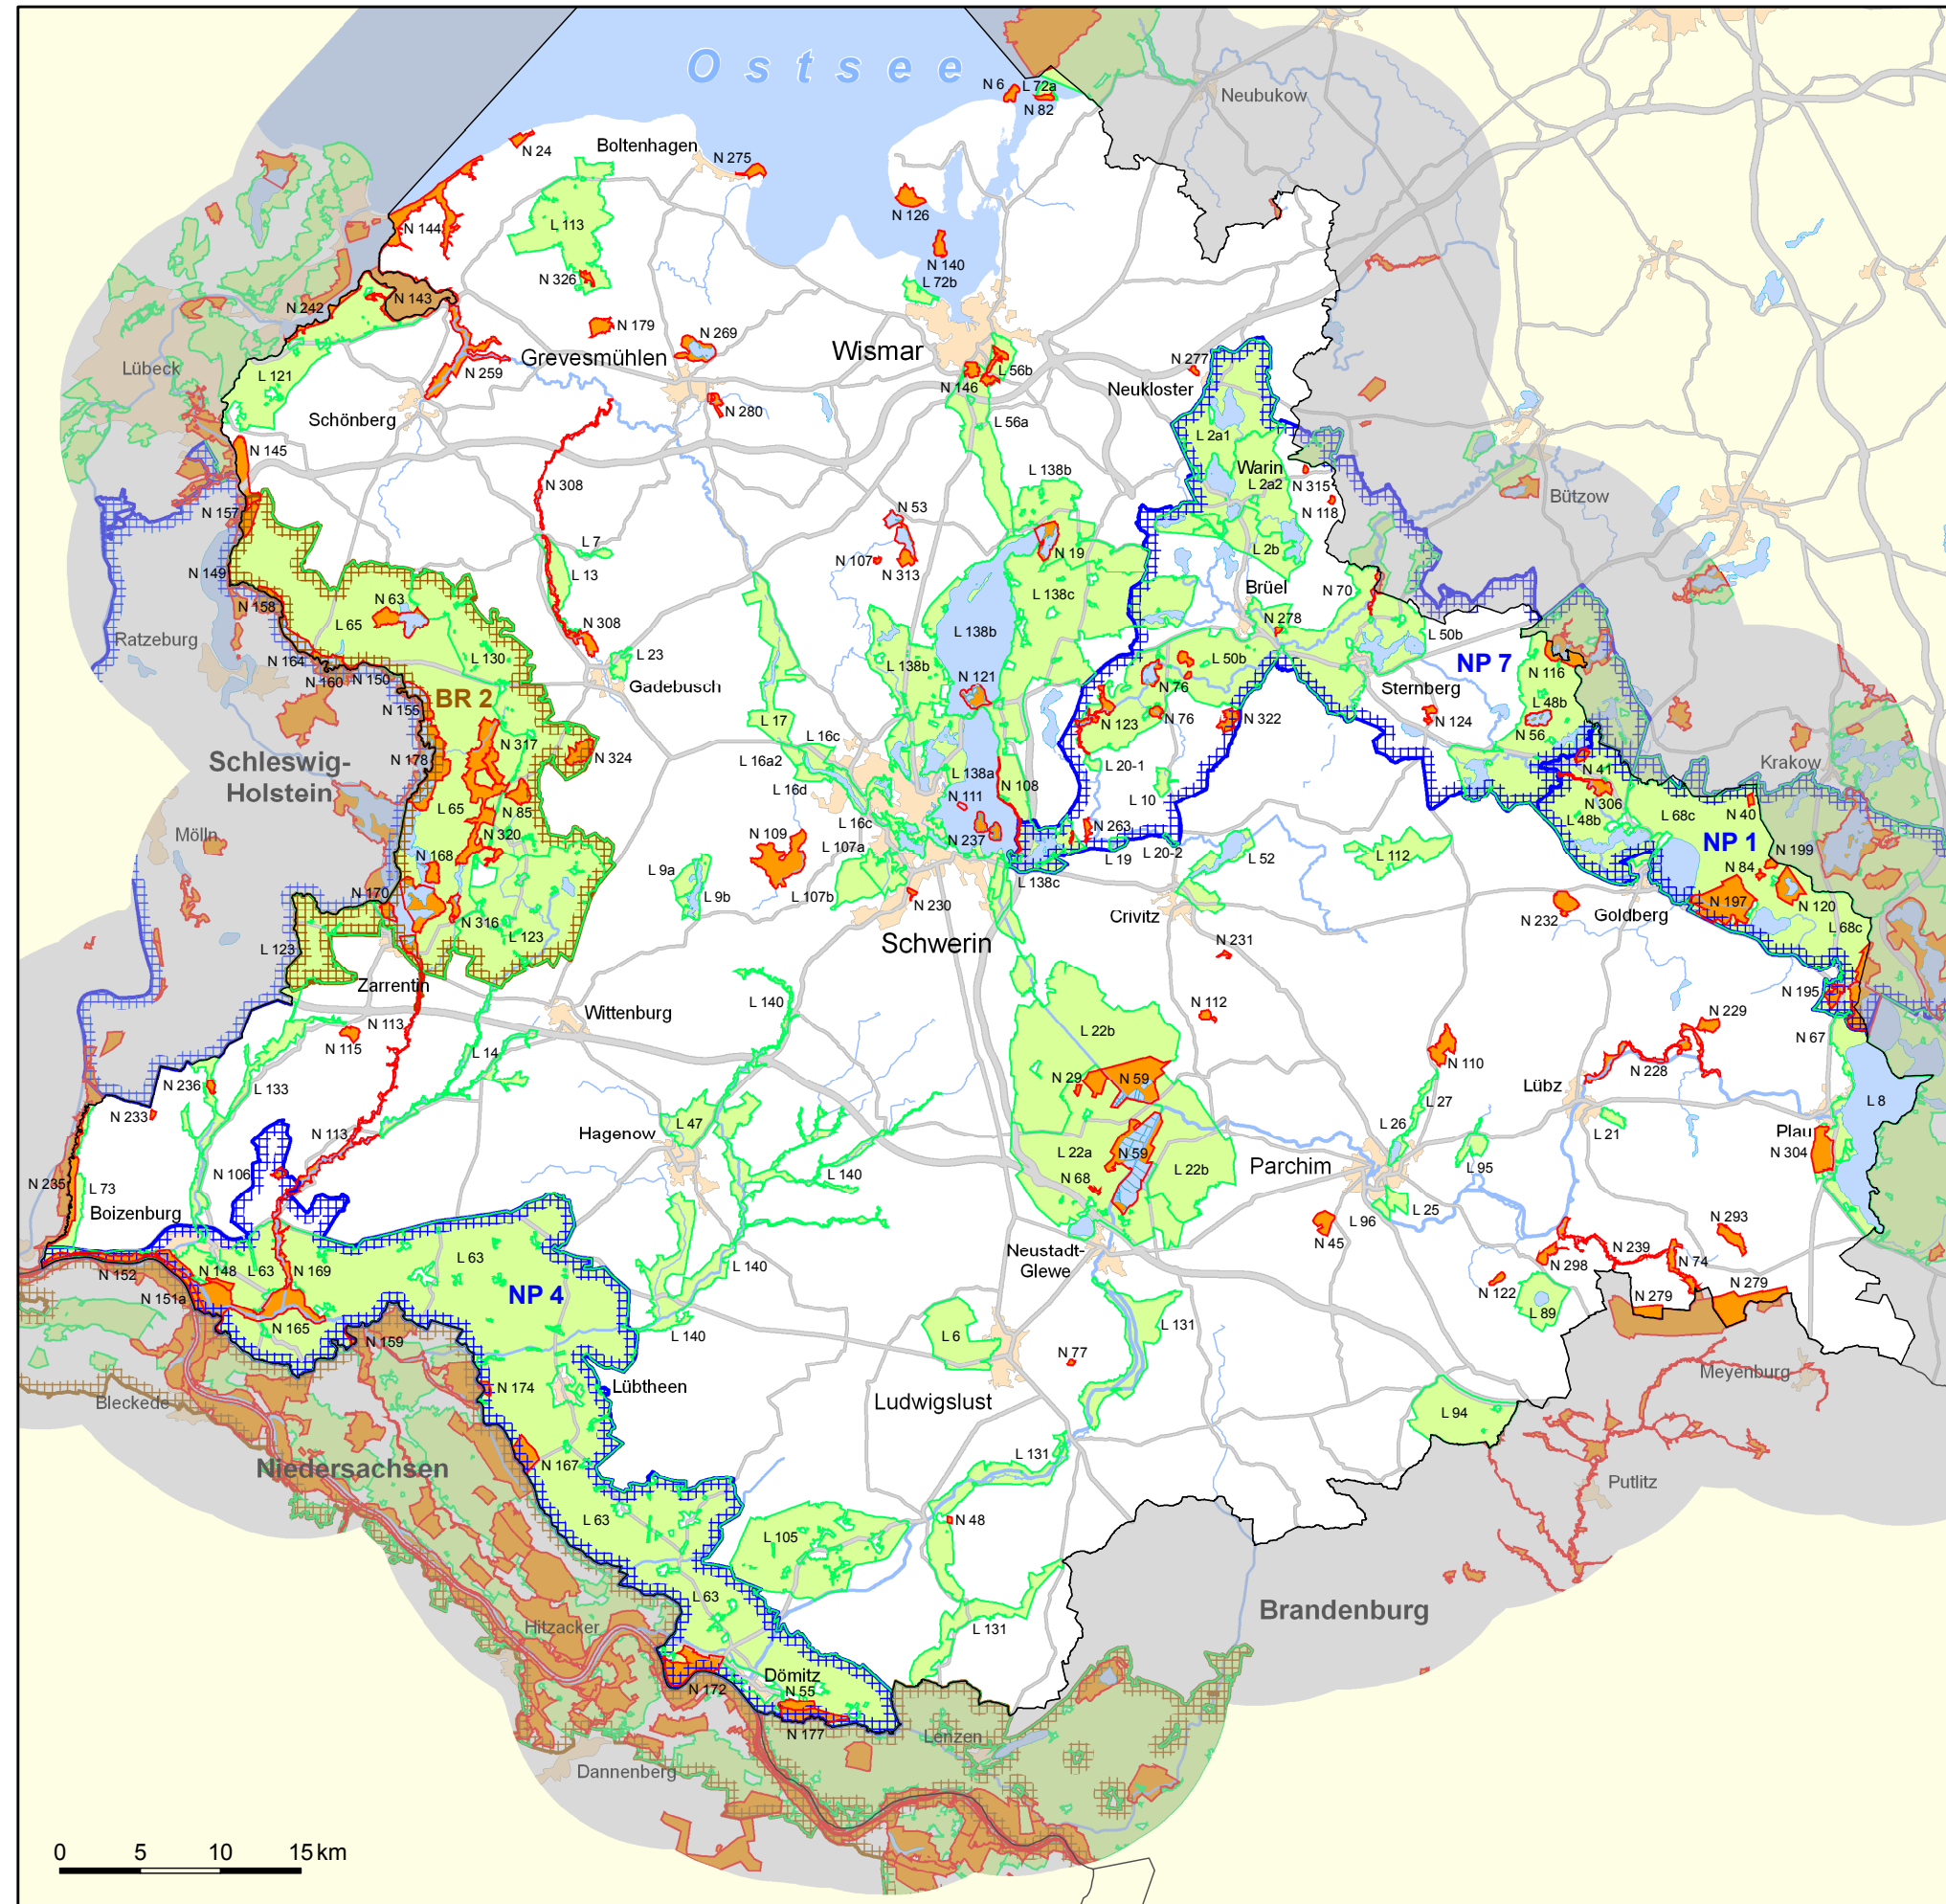 Ostsee
N 6
L 72a
N 82
Neubukow
N 24
Boltenhagen
N 275
N 126
N 144
L 113
N 140
L 72b
N 326
N 242
N 143
N 179
N 269
Wismar
Grevesmühlen
Lübeck
L 121
N 259
N 277
Neukloster
N 146
L 56b
N 280
Schönberg
L 56a
L 2a1
N 145
L 138b
Warin
L 2a2
N 308
N 315
Bützow
N 157
N 53
N 118
L 7
N 19
L 2b
N 107
N 313
N 149
L 13
Brüel
N 70
N 63
L 138c
N 158
L 65
N 308
N 278
L 138b
L 50b
Ratzeburg
L 23
L 130
L 138b
L 50b
NP 7
N 164
N 160
N 150
Gadebusch
N 121
N 76
Sternberg
N 116
BR 2
N 155
L 48b
L 17
N 123
N 76
N 322
N 124
N 56
L 16c
N 317
N 324
Schleswig-
Holstein
N 178
L 16a2
L 20-1
Krakow
L 138a
N 108
N 41
L 16d
N 111
L 10
N 306
L 65
N 85
L 48b
L 68c
N 40
L 16c
Mölln
N 320
N 109
N 237
N 263
NP 1
N 199
L 107a
L 19
L 20-2
L 52
L 112
N 168
L 9a
N 84
L 138c
N 170
L 9b
L 107b
N 230
N 197
N 120
Crivitz
N 232
Goldberg
N 316
L 123
L 68c
Schwerin
L 123
N 231
Zarrentin
N 195
L 140
N 112
N 229
Wittenburg
N 113
L 22b
N 67
N 115
L 14
N 110
N 228
N 236
L 133
N 29
N 59
Lübz
L 27
L 8
N 233
L 47
L 26
L 21
Plau
N 113
Hagenow
L 22a
N 59
L 22b
Parchim
L 95
N 304
N 106
L 140
N 68
N 235
L 73
Boizenburg
L 25
L 96
N 45
N 293
Neustadt-
Glewe
N 239
N 74
N 298
N 152
N 148
L 63
N 169
L 63
L 140
N 279
N 122
N 279
N 151a
NP 4
L 89
N 165
L 131
N 159
L 140
L 6
N 77
Meyenburg
N 174
Lübtheen
Bleckede
Ludwigslust
L 94
L 131
Niedersachsen
N 167
Putlitz
L 63
N 48
L 105
L 63
Brandenburg
Hitzacker
L 131
Dömitz
N 172
N 55
N 177
Lenzen
Dannenberg
0 5 10 15 km